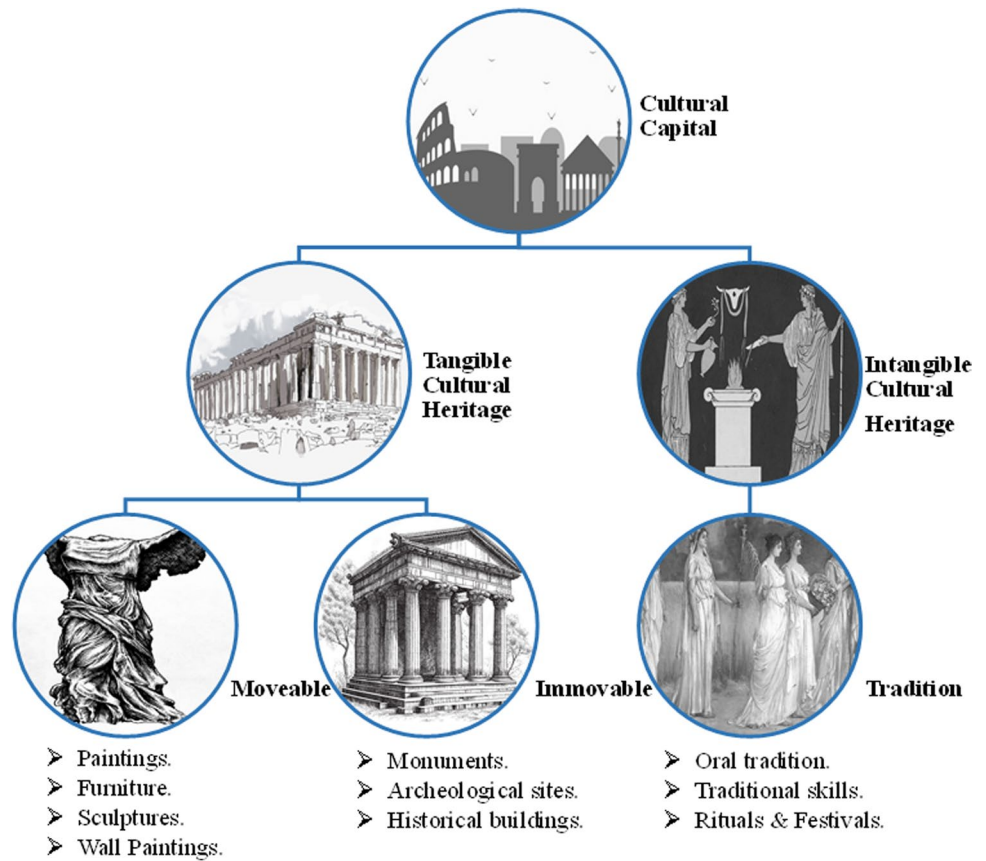 Cultural
Capital
Tangible
Cultural
Heritage
Intangible
Cultural
Heritage
Moveable
Immovable
Tradition
➢ Paintings.
➢ Furniture.
➢ Sculptures.
➢ Wall Paintings.
➢ Monuments.
➢ Archeological sites.
➢ Historical buildings.
➢ Oral tradition.
➢ Traditional skills.
➢ Rituals & Festivals.